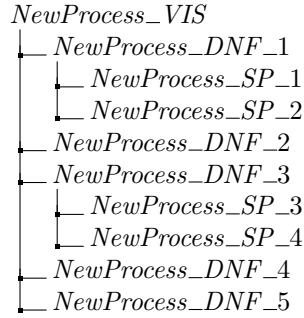 NewProcess_VIS
NewProcess_DNF_1
NewProcess_SP_1
NewProcess_SP_2
NewProcess_DNF_2
NewProcess_DNF_3
NewProcess_SP_3
NewProcess_SP_4
NewProcess_DNF_4
NewProcess_DNF_5